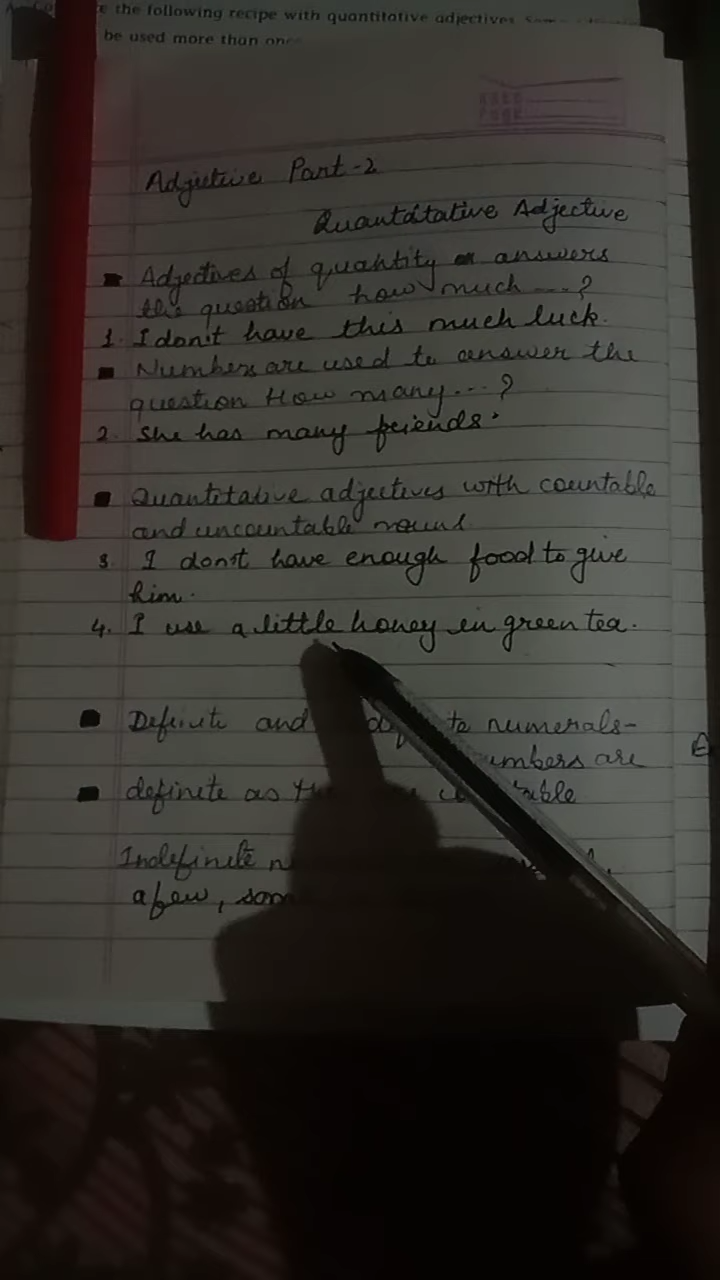 the following recipe with quantitative adjectives
be used more than once
Adjective Part-2
Quantitative Adjective
Adjectives of quantity answers
the question how much ....?
1. I don't have this much luck.
Numbers are used to answer the
question How many...?
2. She has many friends.
Quantitative adjectives with countable
and uncountable noun
3. I don't have enough food to give
him.
4. I use a little honey in green tea.
Definite and numerals-
numbers are
definite as
Indefinite
a few,